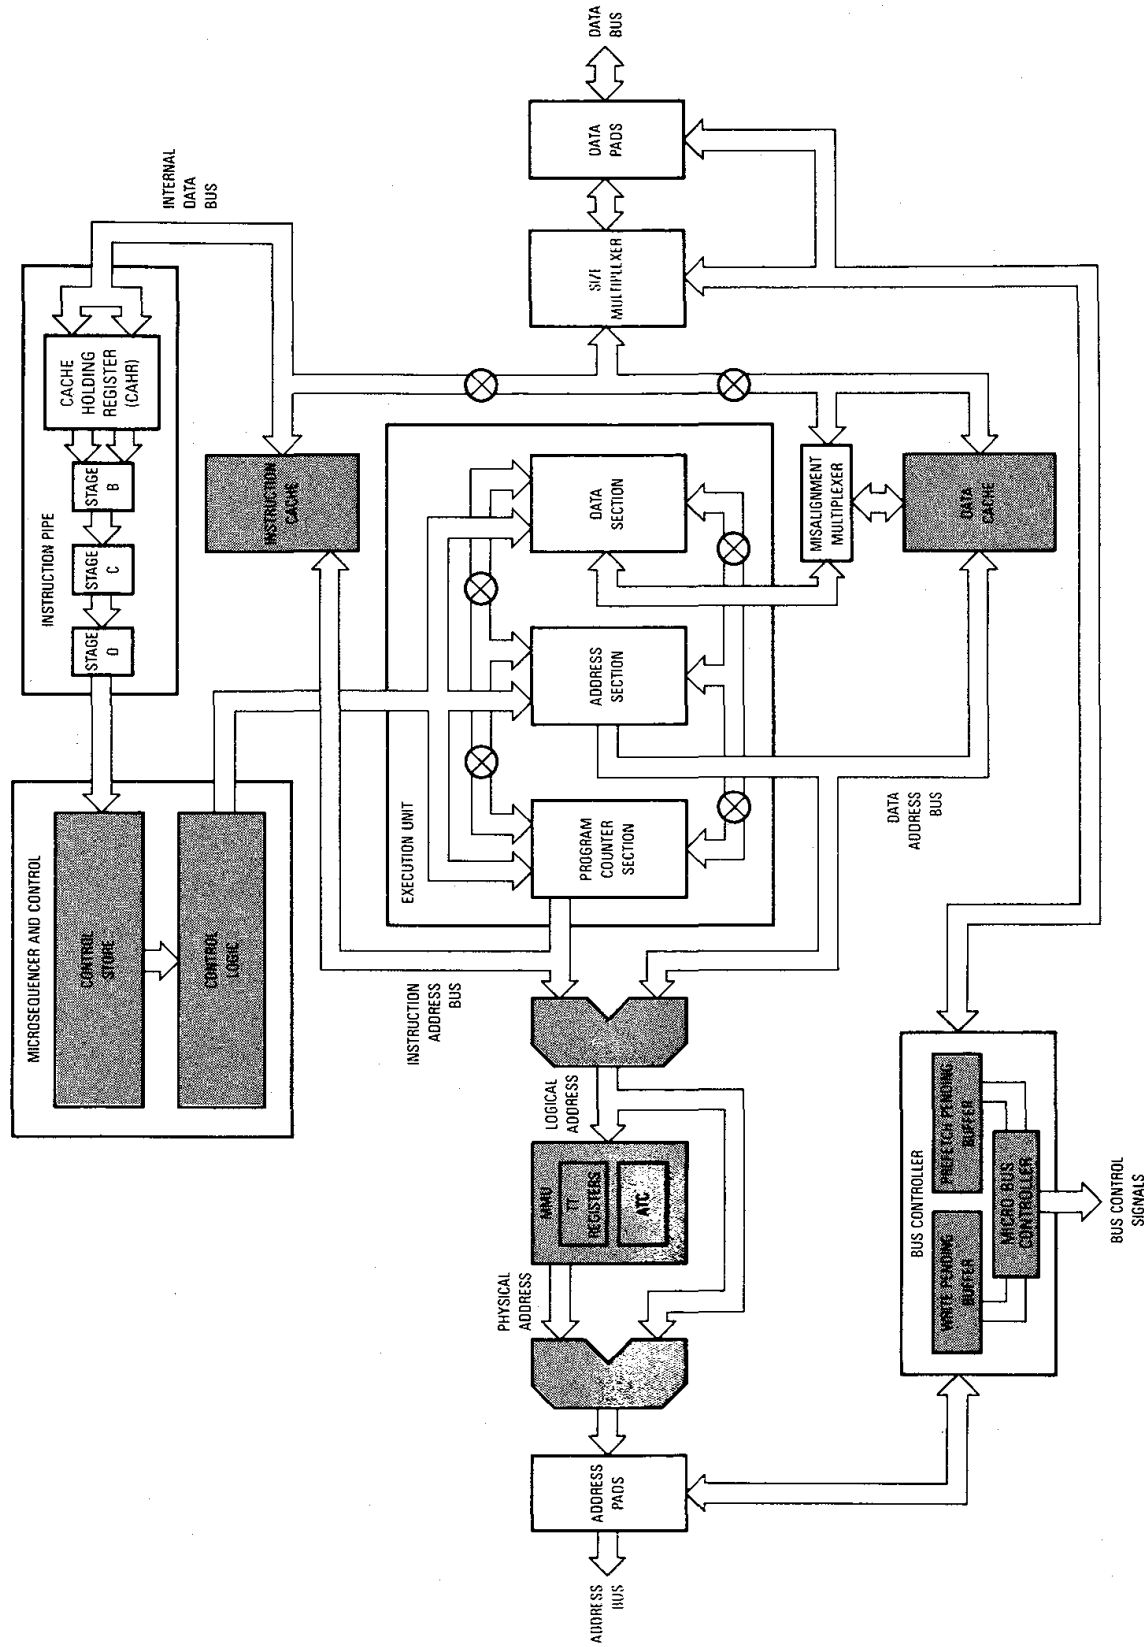 MICROSEQUENCER AND CONTROL
CONTROL
STORE
CONTROL
LOGIC
INSTRUCTION PIPE
STAGE
D
STAGE
C
STAGE
B
CACHE
HOLDING
REGISTER
(CAHR)
INTERNAL
DATA
BUS
INSTRUCTION
CACHE
INSTRUCTION
ADDRESS
BUS
EXECUTION UNIT
PROGRAM
COUNTER
SECTION
ADDRESS
SECTION
DATA
SECTION
SIZE
MULTIPLEXER
DATA
PADS
DATA
BUS
ADDRESS
BUS
ADDRESS
PADS
PHYSICAL
ADDRESS
MMU
TT
REGISTERS
ATC
LOGICAL
ADDRESS
MISALIGNMENT
MULTIPLEXER
DATA
CACHE
DATA
ADDRESS
BUS
BUS CONTROLLER
WRITE PENDING
BUFFER
PREFETCH PENDING
BUFFER
MICRO BUS
CONTROLLER
BUS CONTROL
SIGNALS